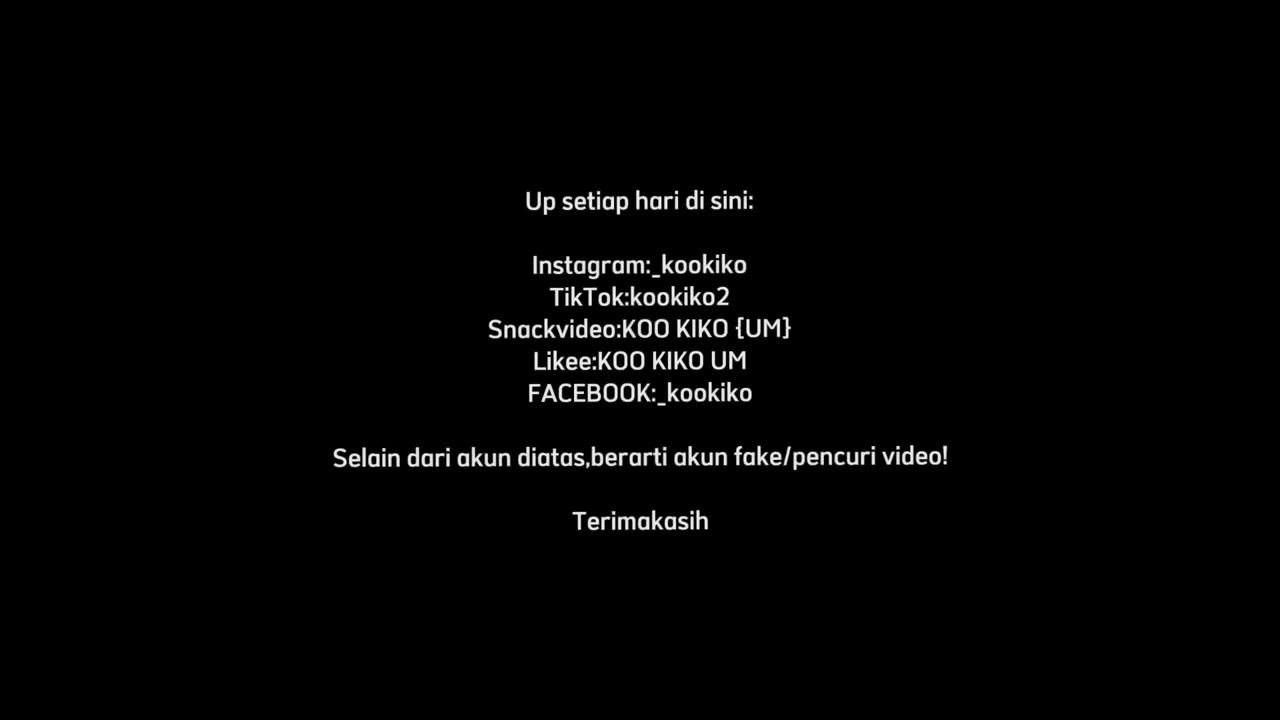 Up setiap hari di sini:
Instagram:_kookiko
TikTok:kookiko2
Snackvideo:KOO KIKO {UM}
Likee:KOO KIKO UM
FACEBOOK:_kookiko
Selain dari akun diatas,berarti akun fake/pencuri video!
Terimakasih